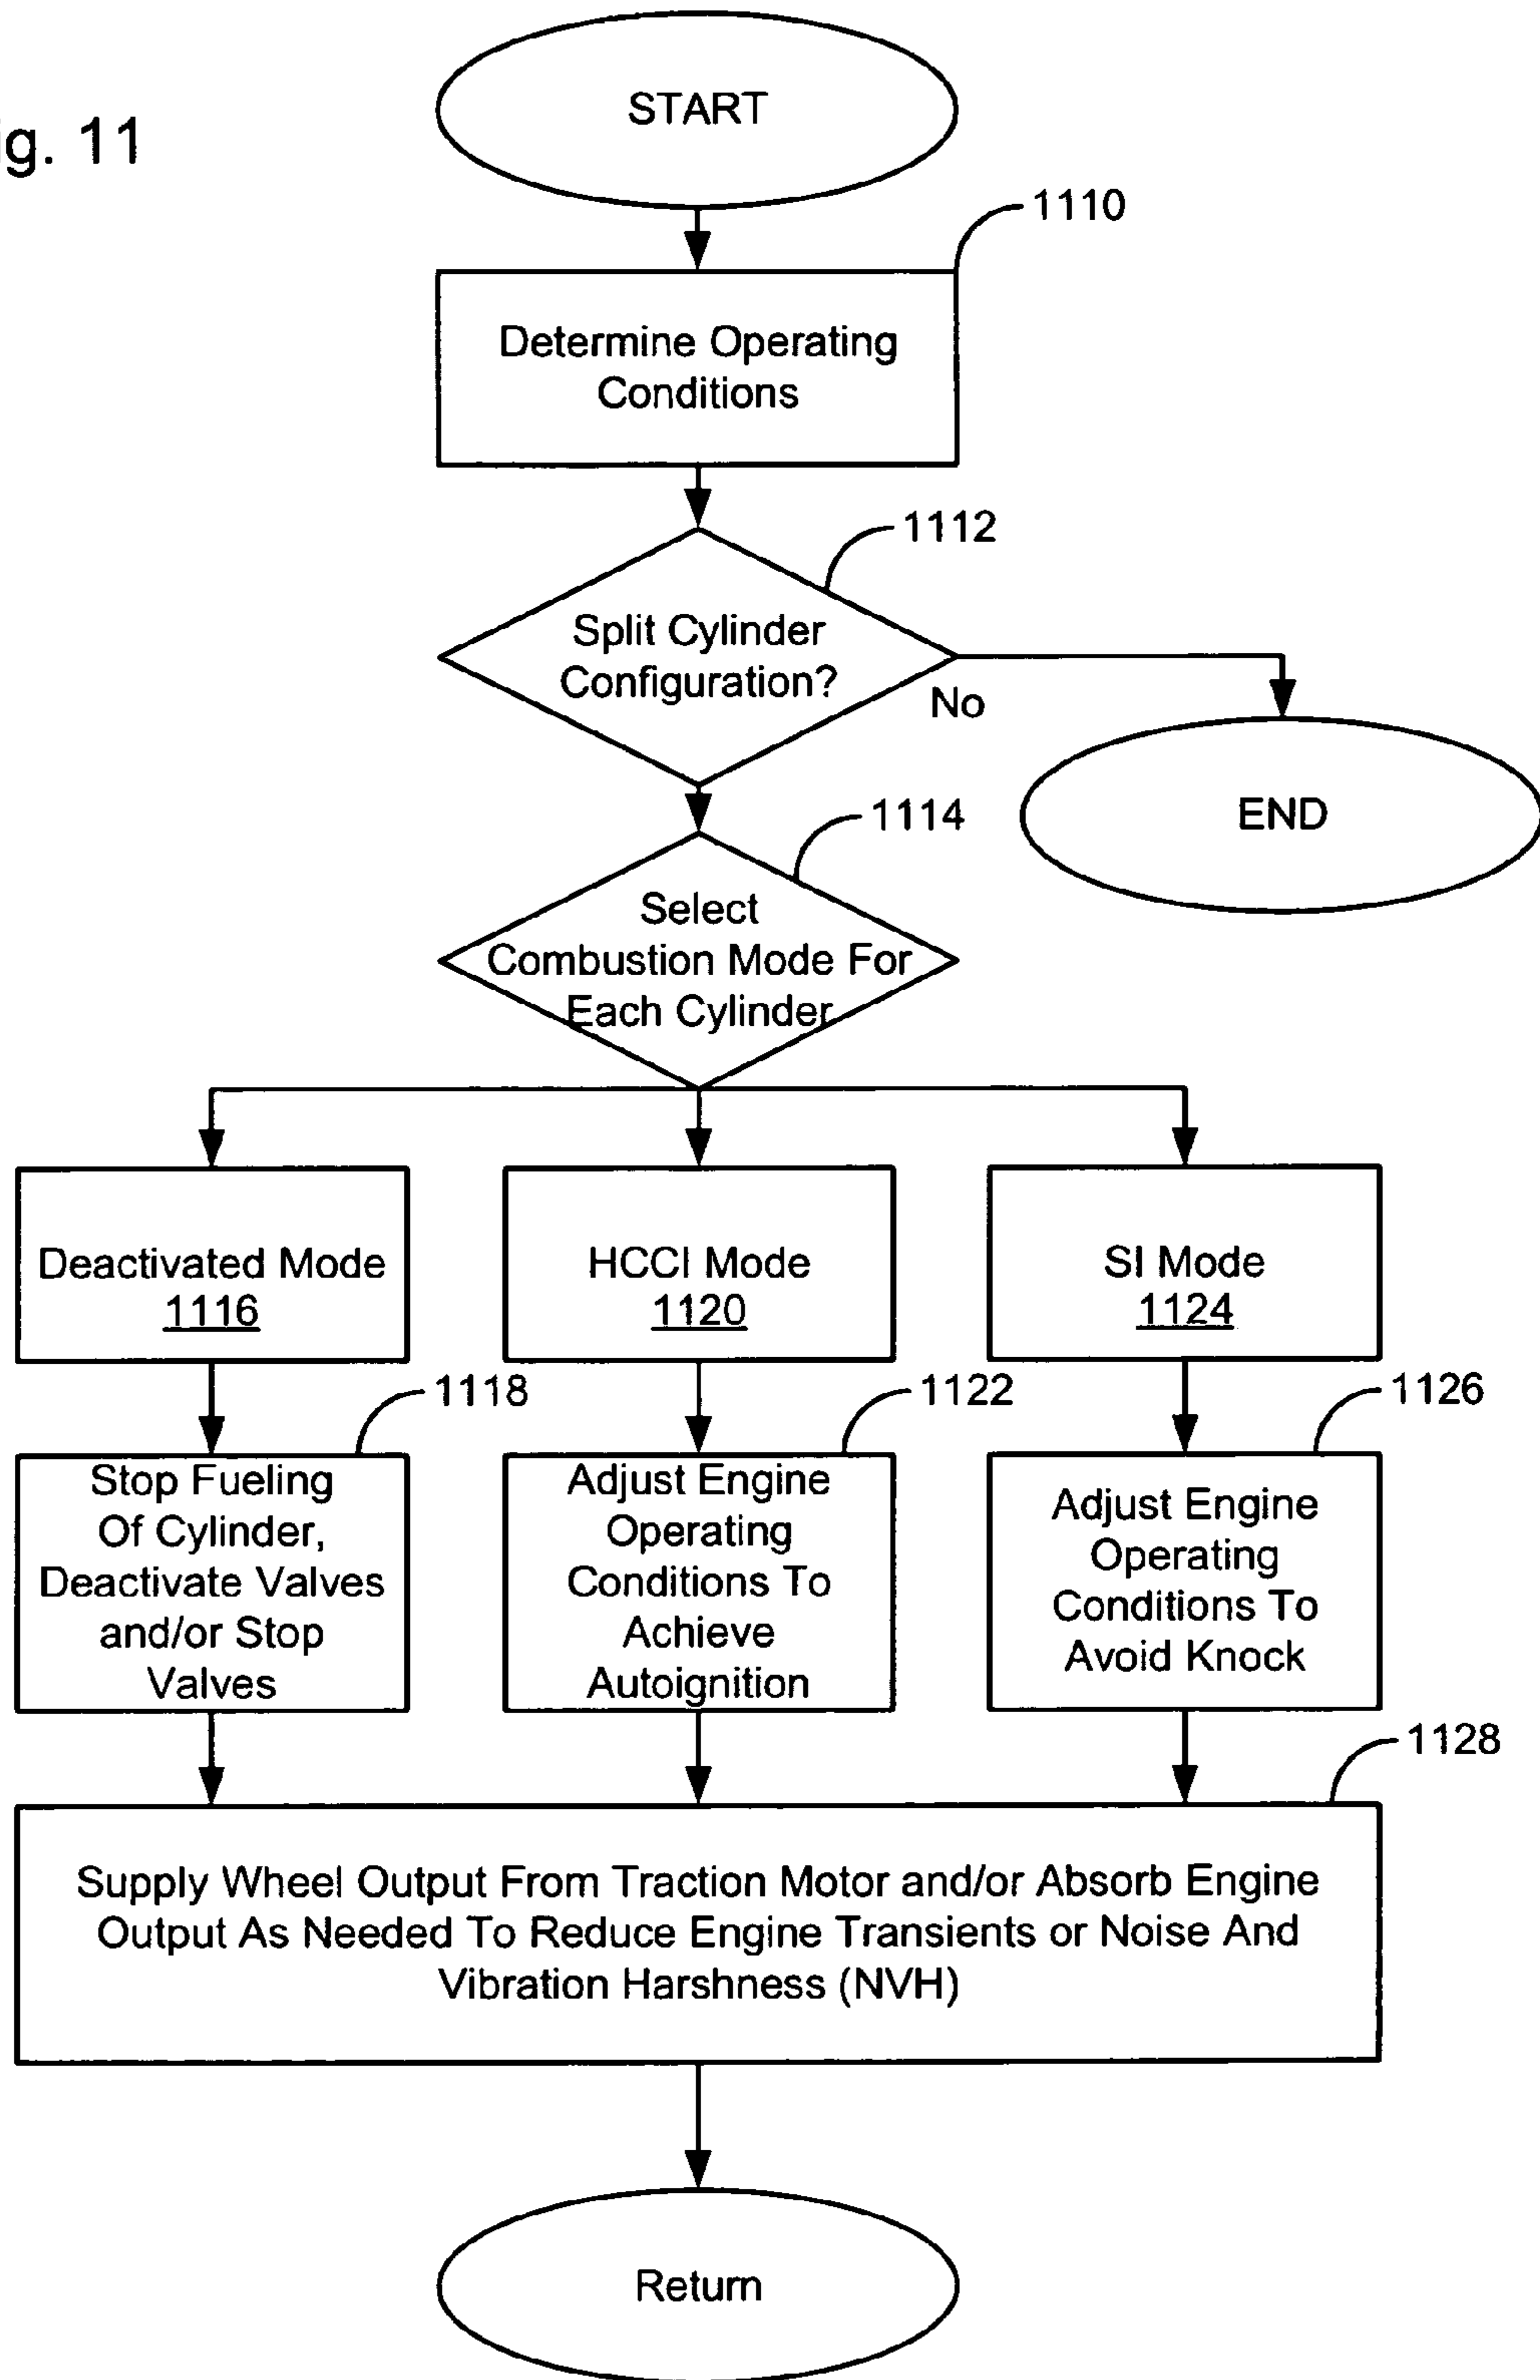 ig. 11
START
1110
Determine Operating
Conditions
1112
Split Cylinder
Configuration?
No
END
1114
Select
Combustion Mode For
Each Cylinder
Deactivated Mode
1116
HCCI Mode
1120
SI Mode
1124
1118
Stop Fueling
Of Cylinder,
Deactivate Valves
and/or Stop
Valves
1122
Adjust Engine
Operating
Conditions To
Achieve
Autoignition
1126
Adjust Engine
Operating
Conditions To
Avoid Knock
1128
Supply Wheel Output From Traction Motor and/or Absorb Engine
Output As Needed To Reduce Engine Transients or Noise And
Vibration Harshness (NVH)
Return